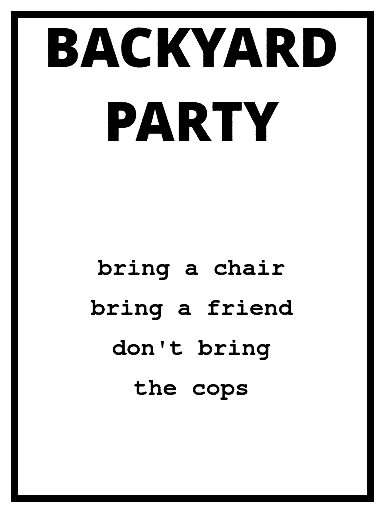 BACKYARD
PARTY
bring a chair
bring a friend
don't bring
the cops